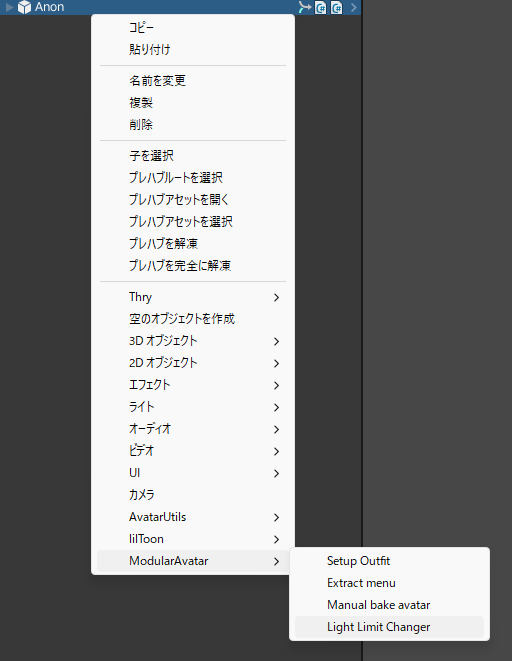 Anon
コピー
貼り付け
名前を変更
複製
削除
子を選択
プレハブルートを選択
プレハブアセットを開く
プレハブアセットを選択
プレハブを解凍
プレハブを完全に解凍
Thry
空のオブジェクトを作成
3D オブジェクト
2D オブジェクト
エフェクト
ライト
オーディオ
ビデオ
UI
カメラ
AvatarUtils
lilToon
ModularAvatar
Setup Outfit
Extract menu
Manual bake avatar
Light Limit Changer